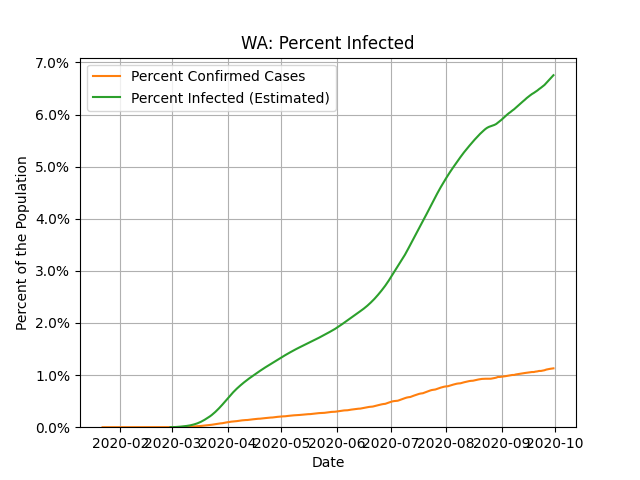 WA: Percent Infected
Percent Confirmed Cases
Percent Infected (Estimated)
7.0%
6.0%
5.0%
4.0%
3.0%
2.0%
1.0%
0.0%
Percent of the Population
2020-02 2020-03 2020-04 2020-05 2020-06 2020-07 2020-08 2020-09 2020-10
Date